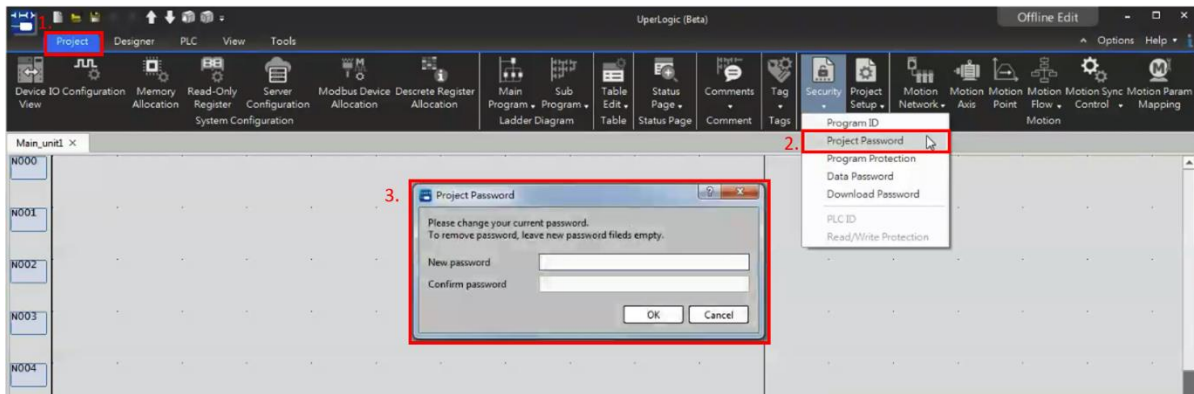 1.
UperLogic (Beta)
Offline Edit
Project Designer PLC View Tools
Options Help
Device IO Configuration Memory Read-Only Server Modbus Device Descrete Register Main Sub Table Status Comments Tag Security Project Motion Motion Motion Motion Motion Sync Motion Param
View Allocation Register Configuration Allocation Allocation Program Program Edit Page Setup Network Axis Point Flow Control Mapping
System Configuration Ladder Diagram Table Status Page Comment Tags Motion
Main_unit1
Program ID
2. Project Password
Program Protection
Data Password
Download Password
PLC ID
Read/Write Protection
N000
N001
N002
N003
N004
3. Project Password
Please change your current password.
To remove password, leave new password fileds empty.
New password
Confirm password
OK Cancel